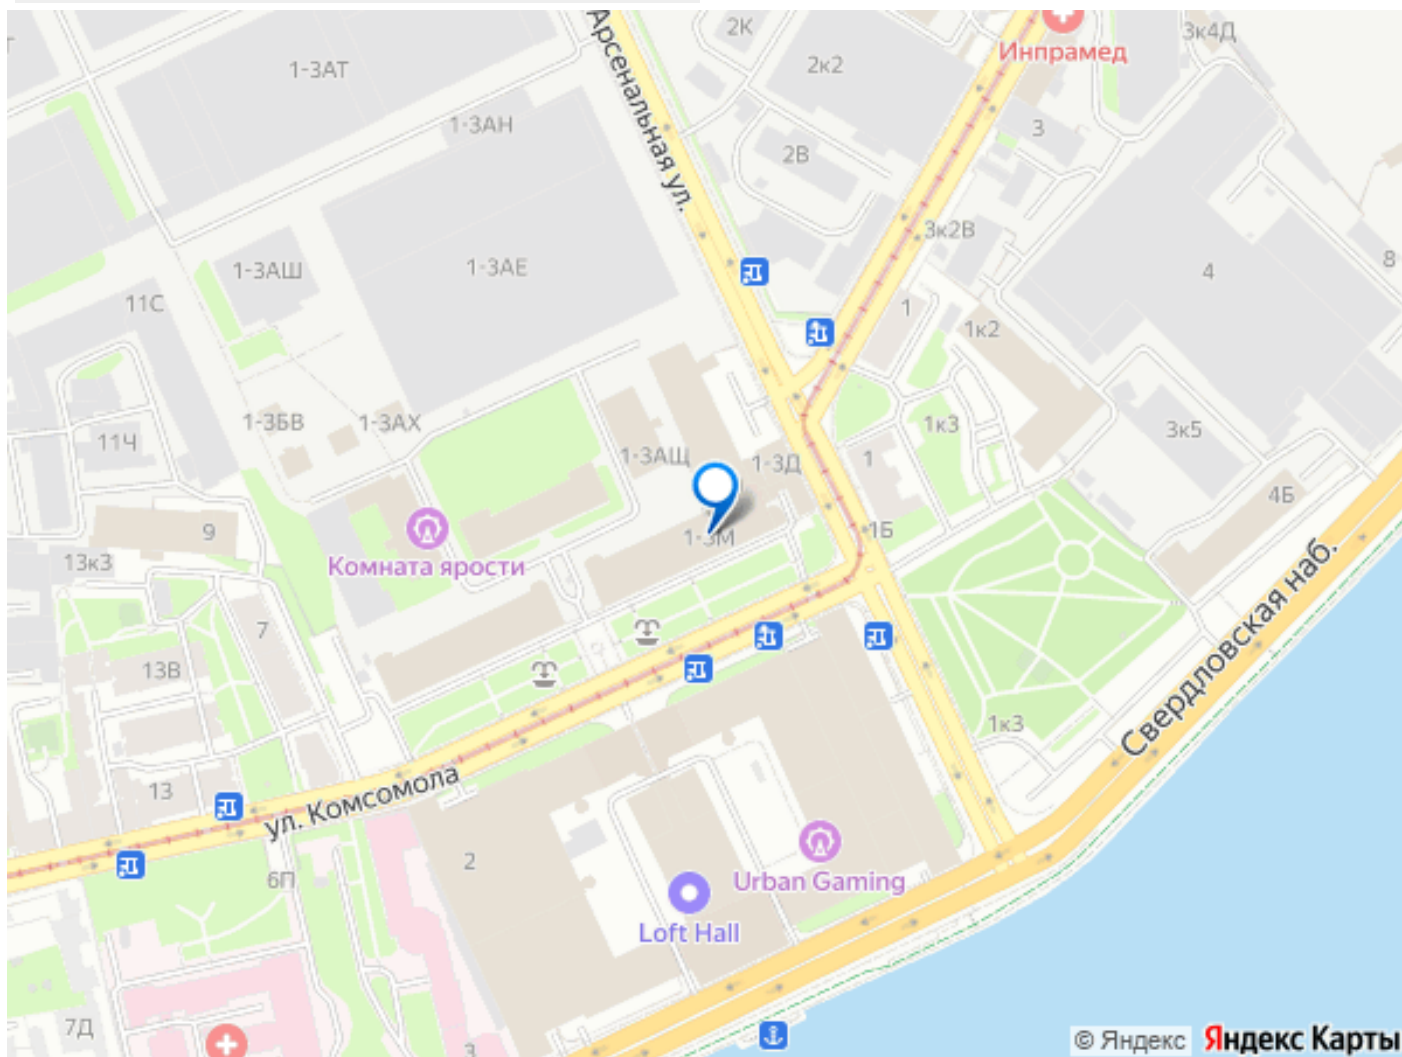 2К
3к4Д
Инпрамед
1-3АТ
2к2
Арсенальная ул.
1-3АН
3
2В
3к2В
1-3АШ
1-3АЕ
4
8
11С
1
1к2
1-3БВ
1-3АХ
1к3
3к5
11Ч
1-3АЩ
1-3Д
1
4Б
9
1-3М
1Б
13к3
Комната ярости
Свердловская наб.
7
13В
1к3
13
ул. Комсомола
2
6П
Urban Gaming
Loft Hall
7Д
3
© Яндекс Яндекс Карты